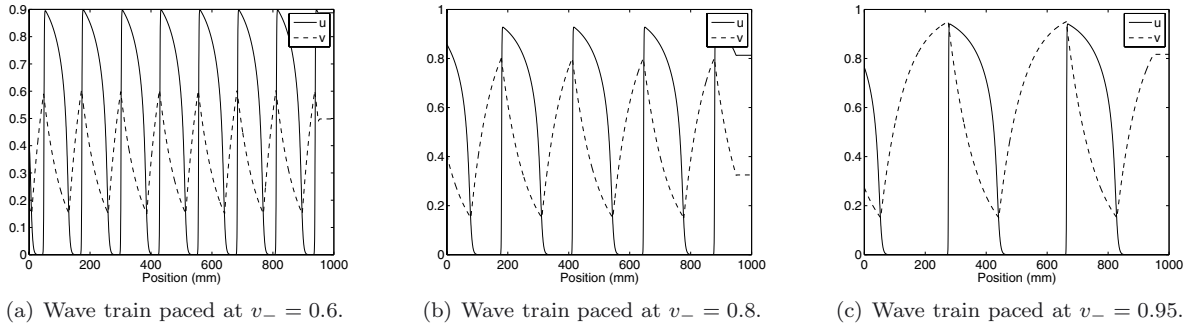 0.9
0.8
0.7
0.6
0.5
0.4
0.3
0.2
0.1
0
0 200 400 600 800 1000
Position (mm)
u
v
(a) Wave train paced at v₋ = 0.6.
1
0.8
0.6
0.4
0.2
0
0 200 400 600 800 1000
Position (mm)
u
v
(b) Wave train paced at v₋ = 0.8.
1
0.8
0.6
0.4
0.2
0
0 200 400 600 800 1000
Position (mm)
u
v
(c) Wave train paced at v₋ = 0.95.